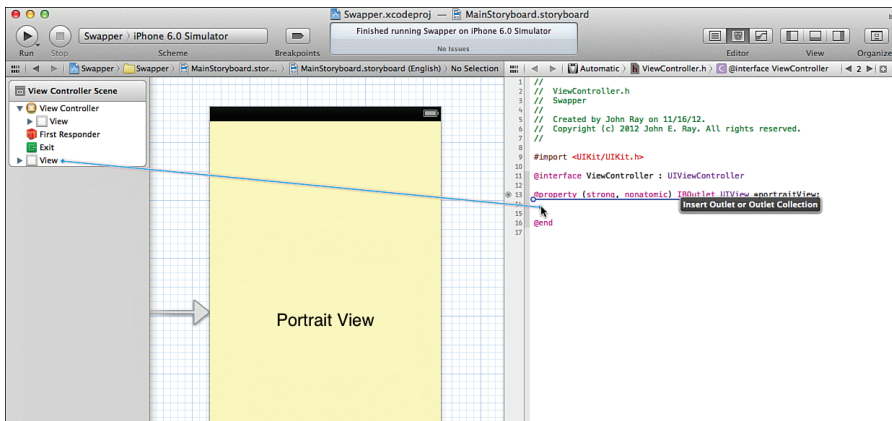 Swapper.xcodeproj — MainStoryboard.storyboard
Swapper › iPhone 6.0 Simulator
Finished running Swapper on iPhone 6.0 Simulator
No Issues
Run Stop Scheme Breakpoints Editor View Organize
Swapper › Swapper › MainStoryboard.stor... › MainStoryboard.storyboard (English) › No Selection
Automatic › ViewController.h › @interface ViewController 2
View Controller Scene
View Controller
View
First Responder
Exit
View
Portrait View
1 //
2 // ViewController.h
3 // Swapper
4 //
5 // Created by John Ray on 11/16/12.
6 // Copyright (c) 2012 John E. Ray. All rights reserved.
7 //
8
9 #import <UIKit/UIKit.h>
10
11 @interface ViewController : UIViewController
12
13 @property (strong, nonatomic) IBOutlet UIView *portraitView;
14
Insert Outlet or Outlet Collection
15
16 @end
17